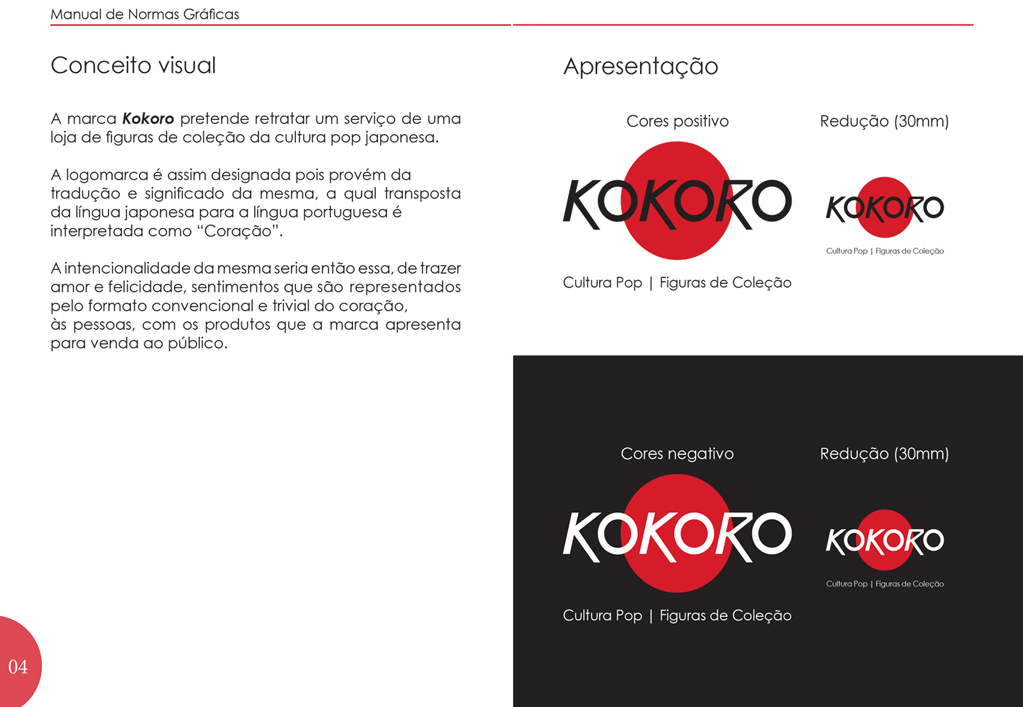 Manual de Normas Gráficas
Conceito visual
A marca Kokoro pretende retratar um serviço de uma
loja de figuras de coleção da cultura pop japonesa.
A logomarca é assim designada pois provém da
tradução e significado da mesma, a qual transposta
da língua japonesa para a língua portuguesa é
interpretada como “Coração”.
A intencionalidade da mesma seria então essa, de trazer
amor e felicidade, sentimentos que são representados
pelo formato convencional e trivial do coração,
às pessoas, com os produtos que a marca apresenta
para venda ao público.
04
Apresentação
Cores positivo
KOKORO
Cultura Pop | Figuras de Coleção
Redução (30mm)
KOKORO
Cultura Pop | Figuras de Coleção
Cores negativo
KOKORO
Cultura Pop | Figuras de Coleção
Redução (30mm)
KOKORO
Cultura Pop | Figuras de Coleção